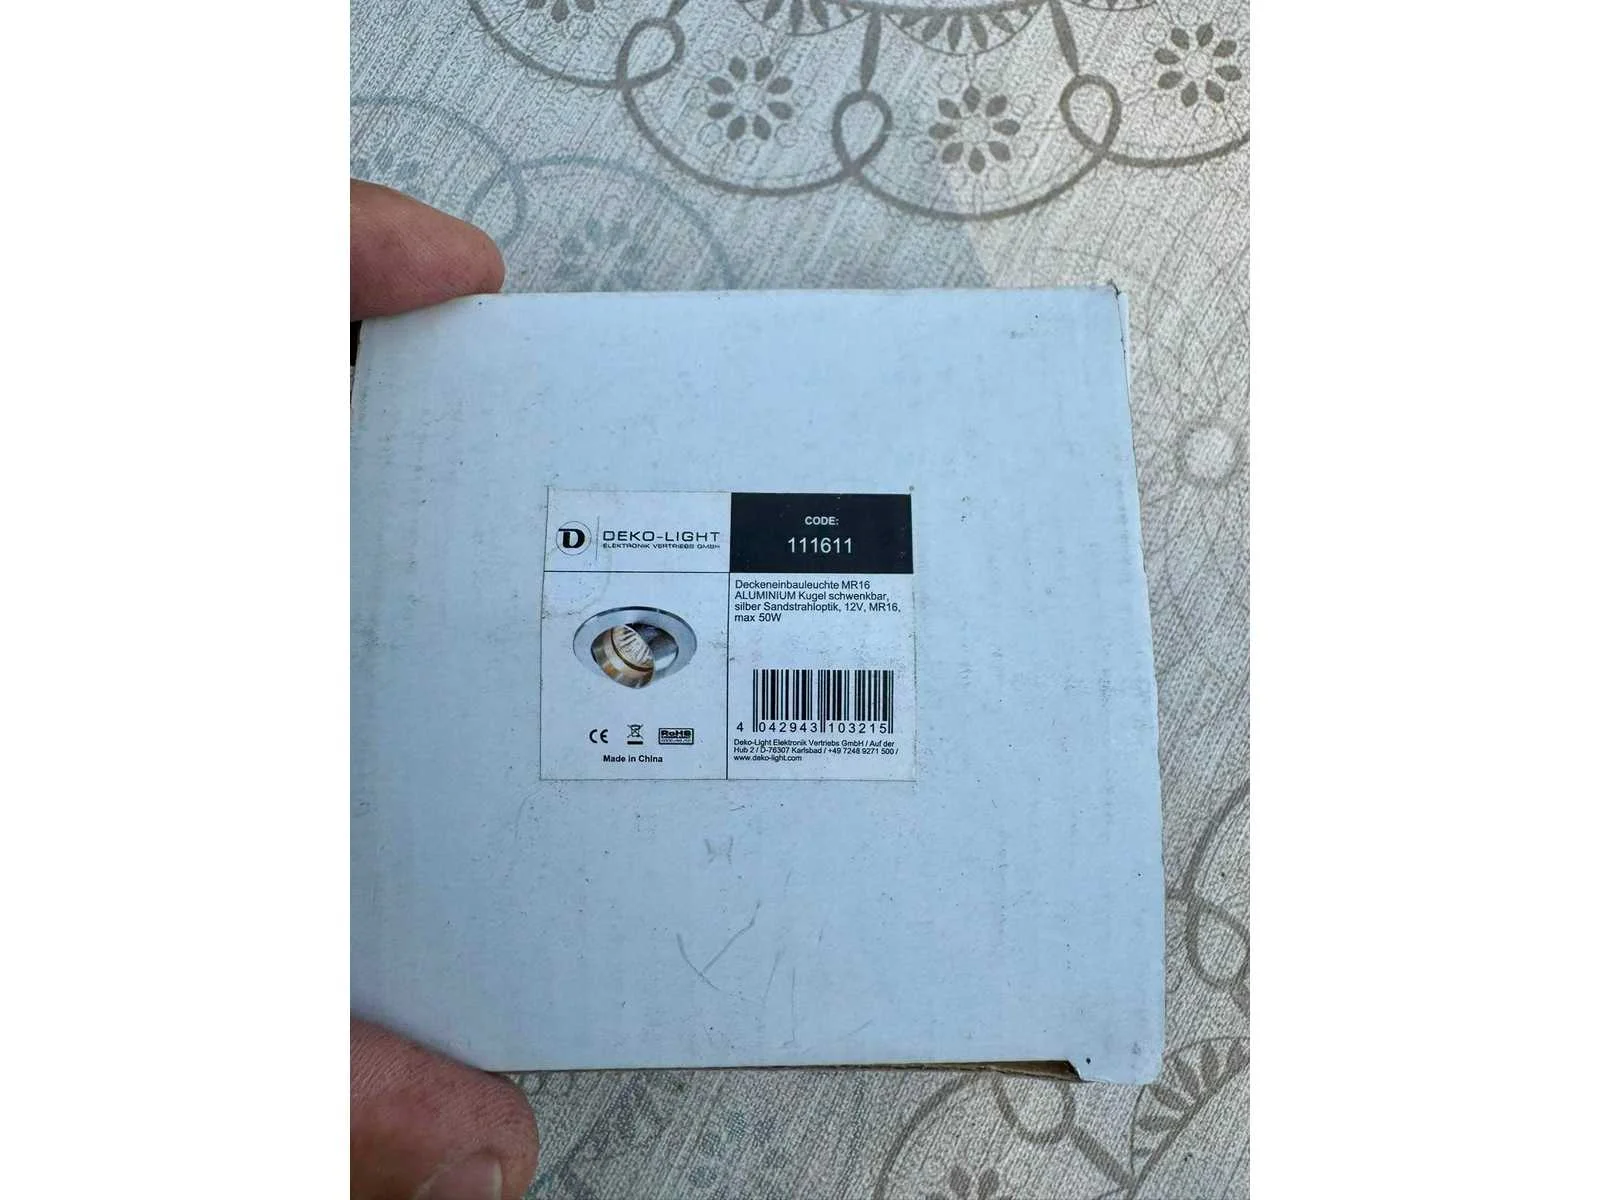 D
DEKO-LIGHT
ELEKTRONIK VERTRIEBS GMBH
CODE:
111611
Deckeneinbauleuchte MR16
ALUMINIUM Kugel schwenkbar,
silber Sandstrahloptik, 12V, MR16,
max 50W
CE
RoHS
Made in China
4 042943 103215
Deko-Light Elektronik Vertriebs GmbH / Auf der
Hub 2 / D-76307 Karlsbad / +49 7248 9271 500 /
www.deko-light.com